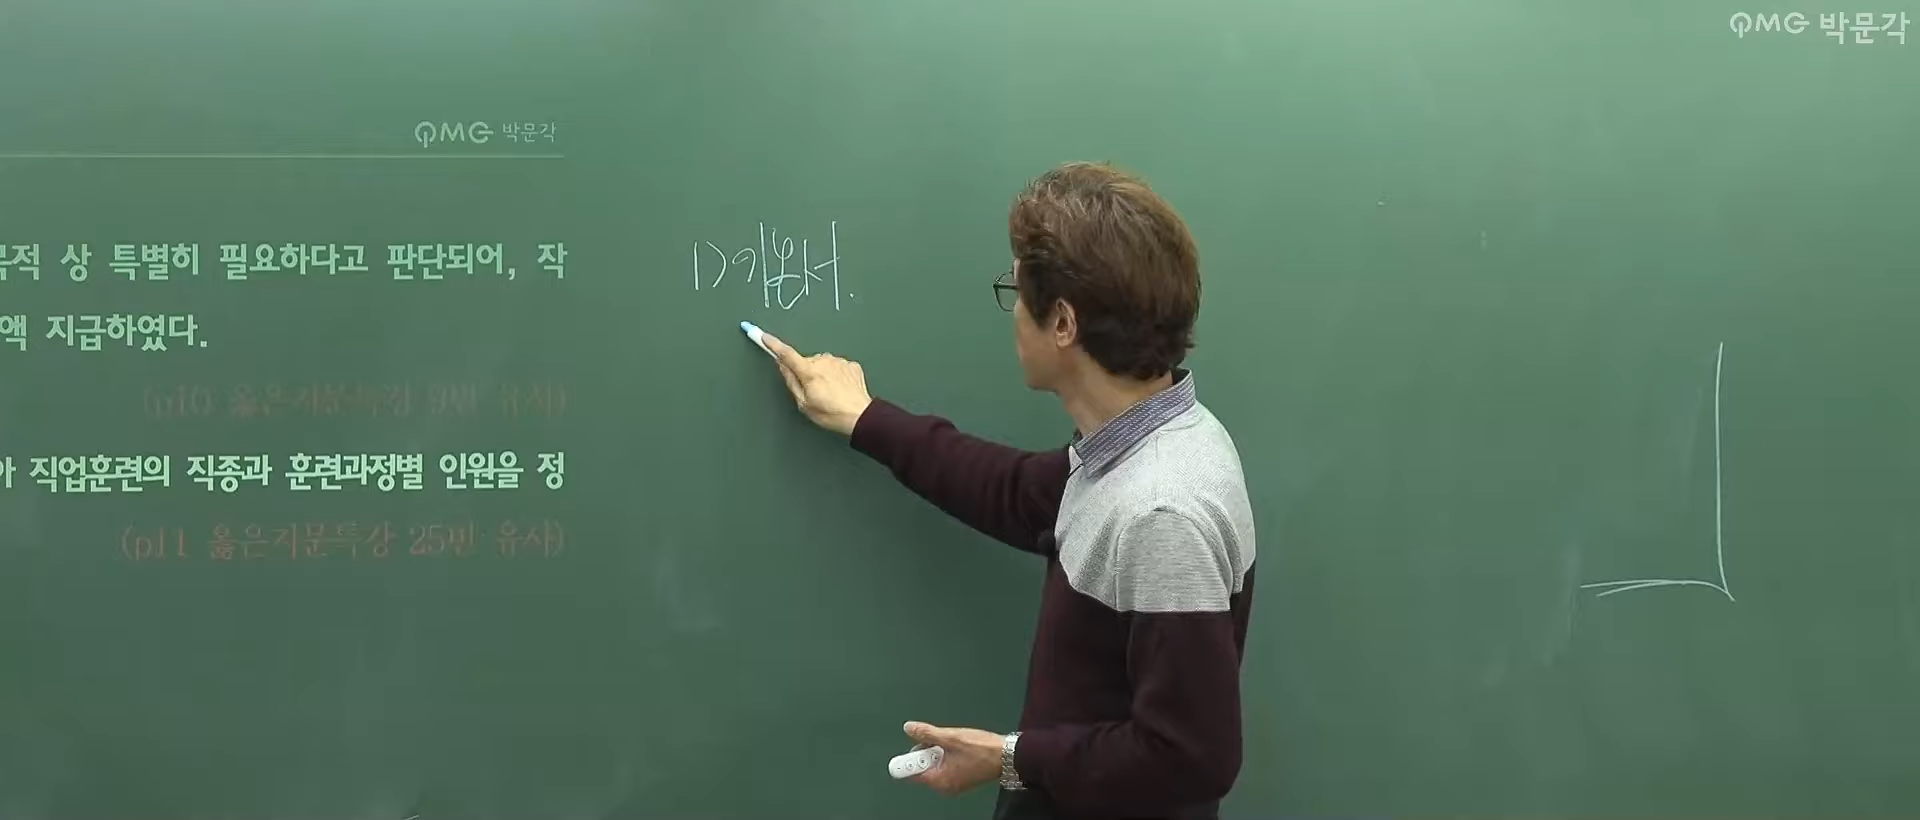 PMG 박문각
PMG 박문각
목적 상 특별히 필요하다고 판단되어, 작
액 지급하였다.
(p10 옳은지문특강 9번 유사)
아 직업훈련의 직종과 훈련과정별 인원을 정
(p11 옳은지문특강 25번 유사)
1) 기본서.